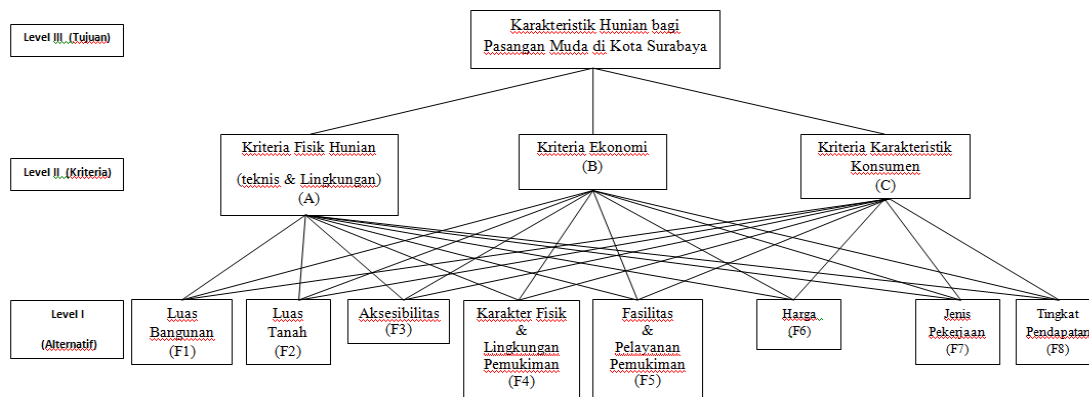 Level III (Tujuan)
Karakteristik Hunian bagi
Pasangan Muda di Kota Surabaya
Level II (Kriteria)
Kriteria Fisik Hunian
(teknis & Lingkungan)
(A)
Kriteria Ekonomi
(B)
Kriteria Karakteristik
Konsumen
(C)
Level I
(Alternatif)
Luas
Bangunan
(F1)
Luas
Tanah
(F2)
Aksesibilitas
(F3)
Karakter Fisik
&
Lingkungan
Pemukiman
(F4)
Fasilitas
&
Pelayanan
Pemukiman
(F5)
Harga
(F6)
Jenis
Pekerjaan
(F7)
Tingkat
Pendapatan
(F8)